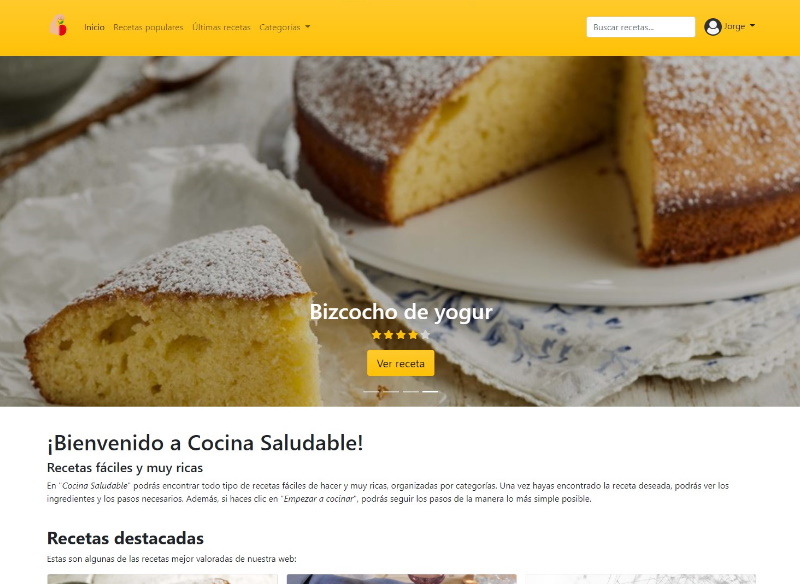 Inicio Recetas populares Últimas recetas Categorías Buscar recetas... Jorge
Bizcocho de yogur
Ver receta
¡Bienvenido a Cocina Saludable!
Recetas fáciles y muy ricas
En "Cocina Saludable" podrás encontrar todo tipo de recetas fáciles de hacer y muy ricas, organizadas por categorías. Una vez hayas encontrado la receta deseada, podrás ver los
ingredientes y los pasos necesarios. Además, si haces clic en "Empezar a cocinar", podrás seguir los pasos de la manera lo más simple posible.
Recetas destacadas
Estas son algunas de las recetas mejor valoradas de nuestra web: